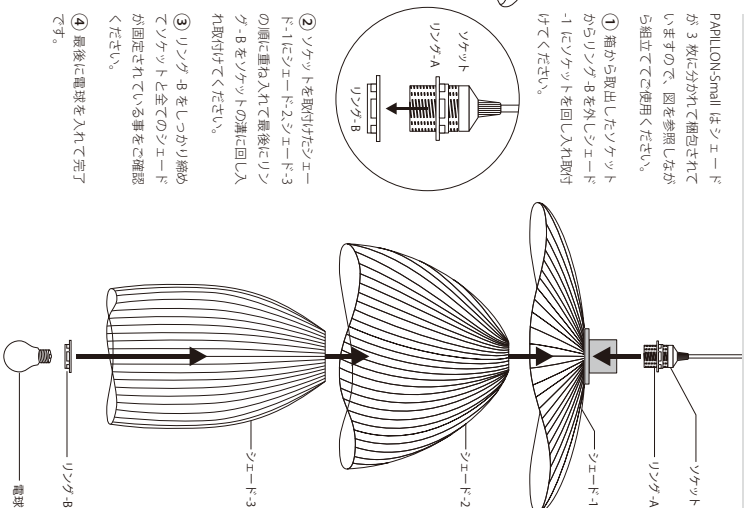 PAPILLON-Small はシェード
が 3 枚に分かれて梱包されて
いますので、図を参照しなが
ら組立ててご使用ください。
① 箱から取出したソケット
からリング -B を外しシェード
-1 にソケットを回し入れ取付
けてください。
ソケット
リング-A
リング-B
② ソケットを取付けたシェー
ド-1 にシェード-2、シェード-3
の順に重ね入れて最後にリン
グ -B をソケットの溝に回し入
れ取付けてください。
③ リング -B をしっかり締め
てソケットと全てのシェード
が固定されている事をご確認
ください。
④ 最後に電球を入れて完了
です。
ソケット
リング-A
シェード-1
シェード-2
シェード-3
リング-B
電球